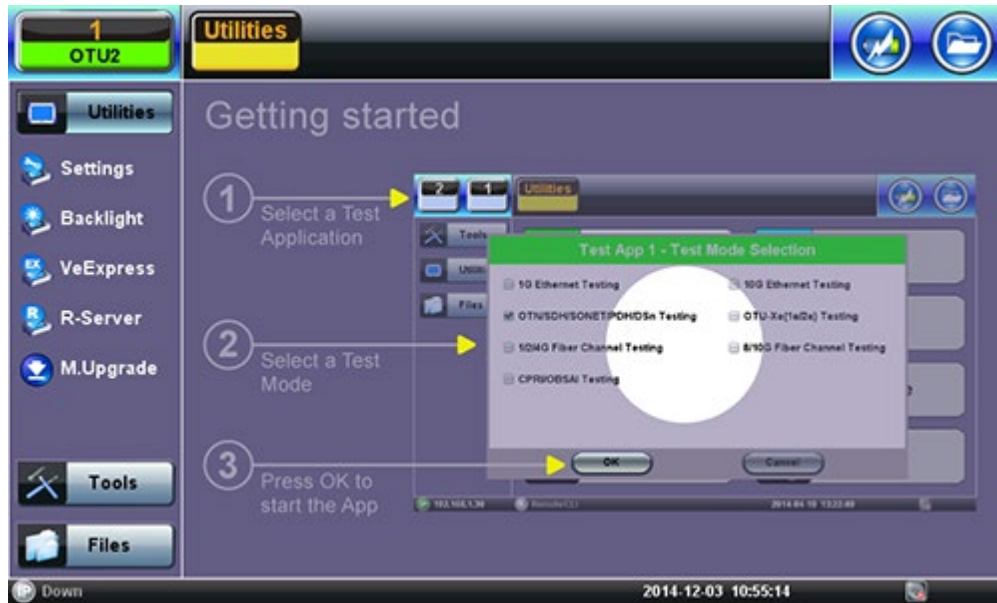 1
OTU2
Utilities
Utilities
Settings
Backlight
VeExpress
R-Server
M.Upgrade
Tools
Files
Getting started
1
Select a Test
Application
2
Select a Test
Mode
3
Press OK to
start the App
2 1
Utilities
Tools
Files
Test App 1 - Test Mode Selection
1G Ethernet Testing
10G Ethernet Testing
OTN/SDH/SONET/PDH/DSn Testing
OTU-Xe(1e/2e) Testing
Fiber Channel Testing
8/10G Fiber Channel Testing
CPRI/OBSAI Testing
OK
Cancel
IP Down
2014-12-03 10:55:14